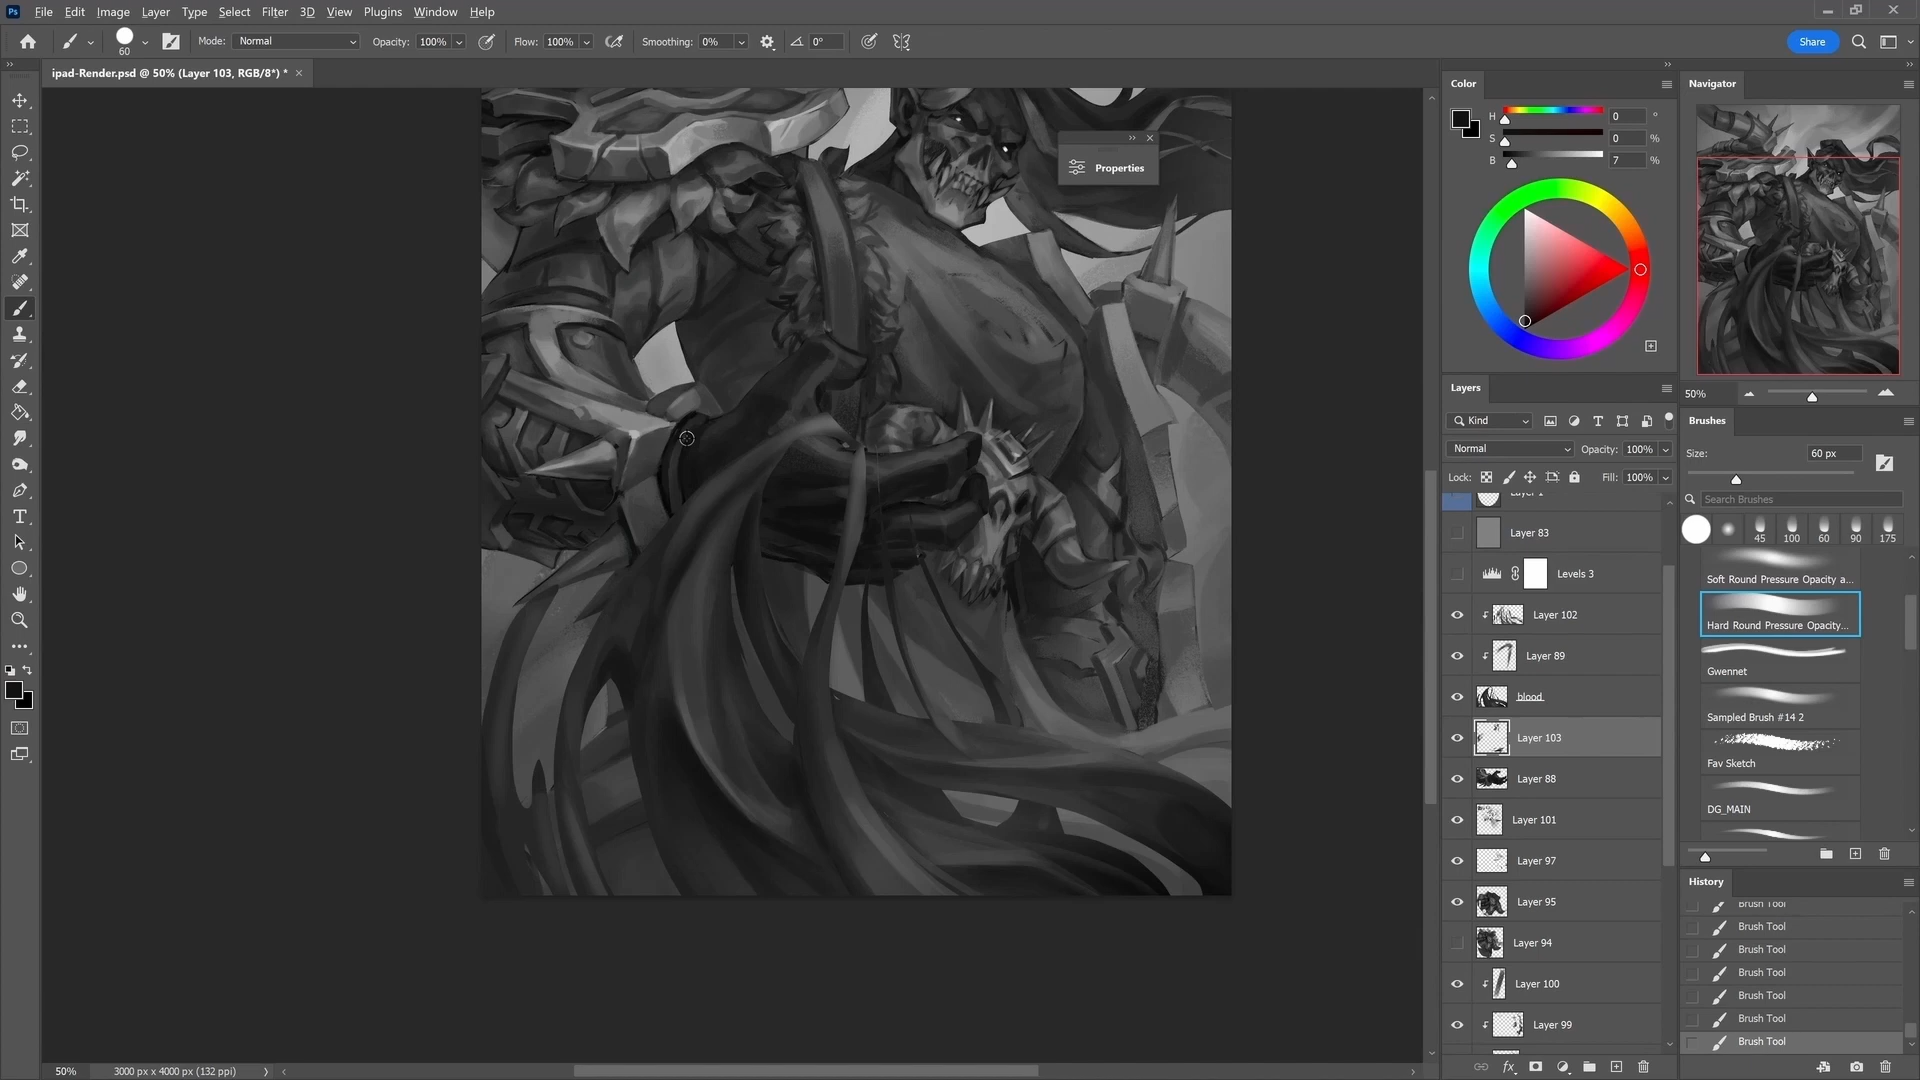 Ps File Edit Image Layer Type Select Filter 3D View Plugins Window Help
60 Mode: Normal Opacity: 100% Flow: 100% Smoothing: 0% 0° Share
ipad-Render.psd @ 50% (Layer 103, RGB/8*) *
Properties
Color
H 0 °
S 0 %
B 7 %
Navigator
50%
Layers
Kind
Normal Opacity: 100%
Lock: Fill: 100%
Layer 83
Levels 3
Layer 102
Layer 89
blood
Layer 103
Layer 88
Layer 101
Layer 97
Layer 95
Layer 94
Layer 100
Layer 99
fx
Brushes
Size: 60 px
Search Brushes
45 100 60 90 175
Soft Round Pressure Opacity a...
Hard Round Pressure Opacity...
Gwennet
Sampled Brush #14 2
Fav Sketch
DG_MAIN
History
Brush Tool
Brush Tool
Brush Tool
Brush Tool
Brush Tool
Brush Tool
Brush Tool
50% 3000 px x 4000 px (132 ppi)